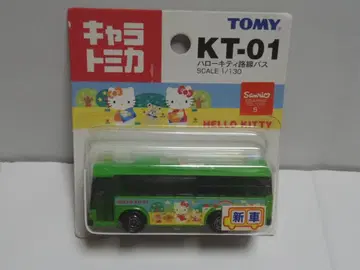 キャラ
トミカ
TOMY
KT-01
ハローキティ路線バス
SCALE 1/130
Sanrio
HELLO KITTY
新車